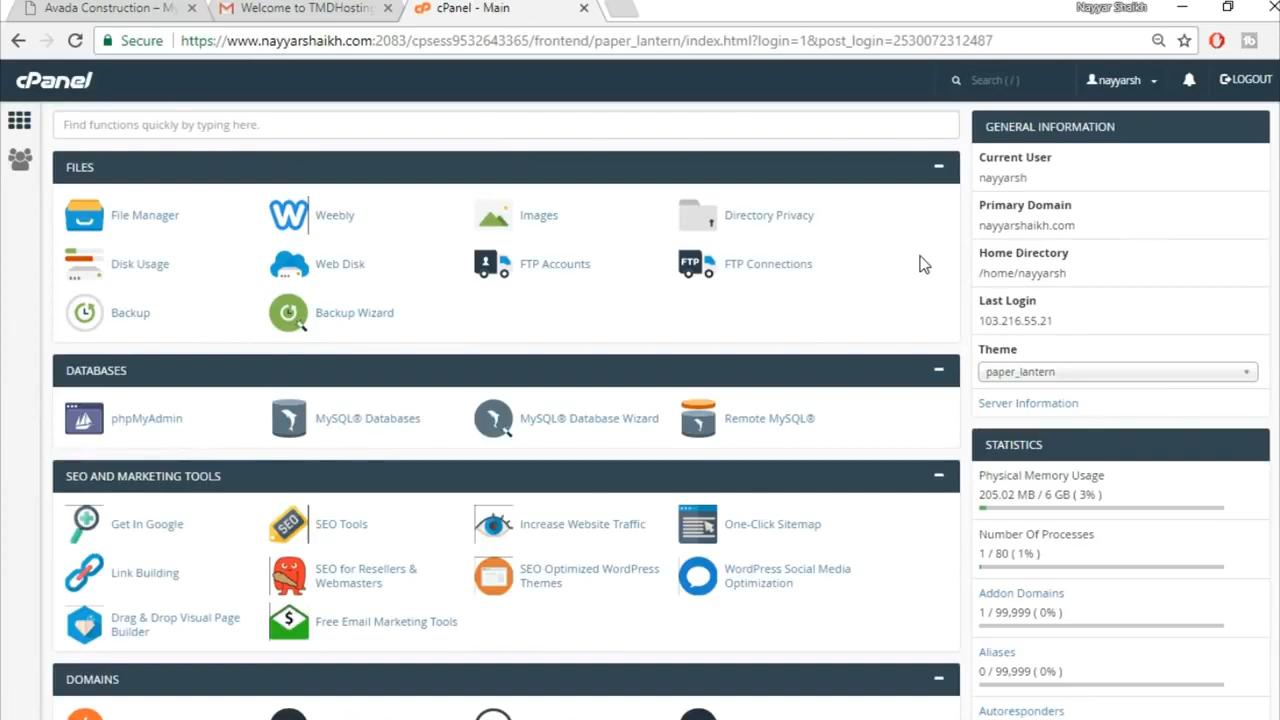 Avada Construction – My
Welcome to TMDHosting
cPanel - Main
Nayyar Shaikh
Secure
https://www.nayyarshaikh.com:2083/cpsess9532643365/frontend/paper_lantern/index.html?login=1&post_login=2530072312487
cPanel
Search ( / )
nayyarsh
LOGOUT
Find functions quickly by typing here.
FILES
File Manager
Weebly
Images
Directory Privacy
Disk Usage
Web Disk
FTP Accounts
FTP
FTP Connections
Backup
Backup Wizard
DATABASES
phpMyAdmin
MySQL® Databases
MySQL® Database Wizard
Remote MySQL®
SEO AND MARKETING TOOLS
Get In Google
SEO
SEO Tools
Increase Website Traffic
One-Click Sitemap
Link Building
SEO for Resellers &
Webmasters
SEO Optimized WordPress
Themes
WordPress Social Media
Optimization
Drag & Drop Visual Page
Builder
Free Email Marketing Tools
DOMAINS
GENERAL INFORMATION
Current User
nayyarsh
Primary Domain
nayyarshaikh.com
Home Directory
/home/nayyarsh
Last Login
103.216.55.21
Theme
paper_lantern
Server Information
STATISTICS
Physical Memory Usage
205.02 MB / 6 GB ( 3% )
Number Of Processes
1 / 80 ( 1% )
Addon Domains
1 / 99,999 ( 0% )
Aliases
0 / 99,999 ( 0% )
Autoresponders